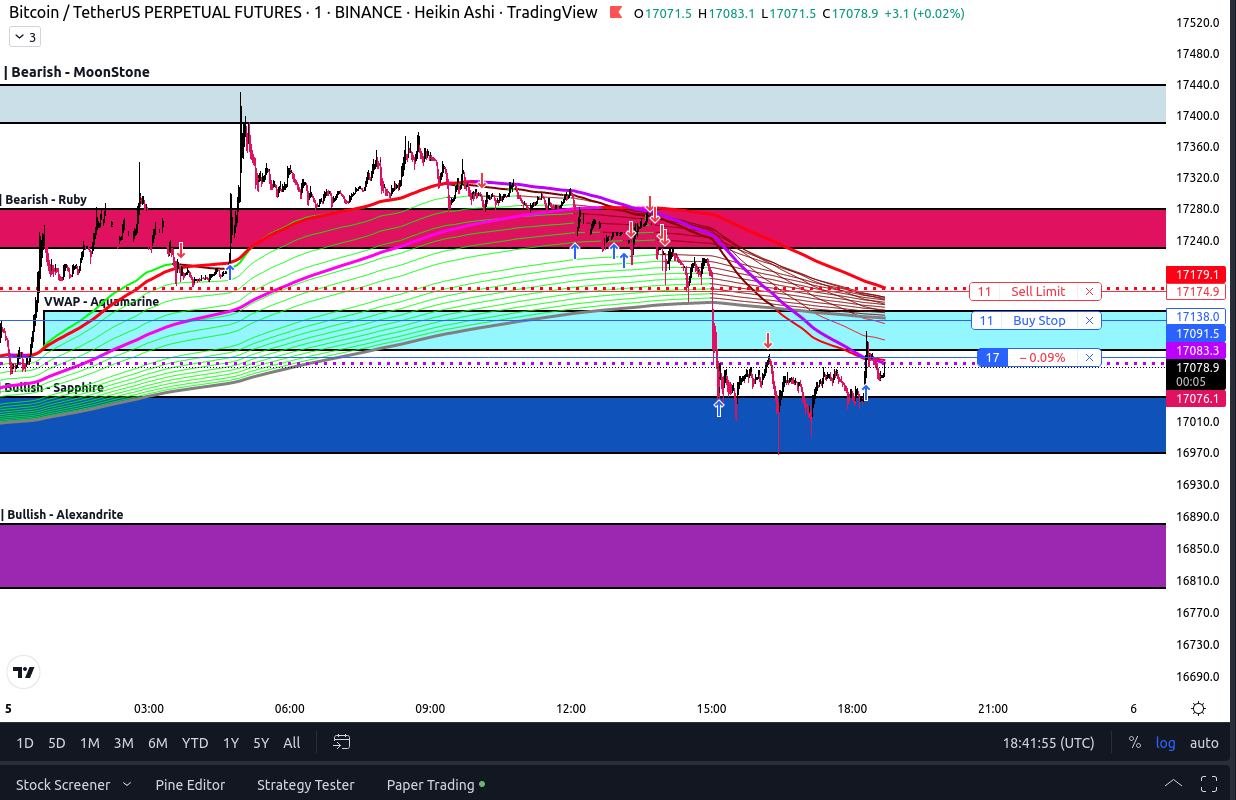 Bitcoin / TetherUS PERPETUAL FUTURES · 1 · BINANCE · Heikin Ashi · TradingView O17071.5 H17083.1 L17071.5 C17078.9 +3.1 (+0.02%)
3
17520.0
17480.0
| Bearish - MoonStone
17440.0
17400.0
17360.0
17320.0
| Bearish - Ruby
17280.0
17240.0
17179.1
11 Sell Limit × 17174.9
VWAP - Aquamarine
11 Buy Stop × 17138.0
17091.5
17083.3
17 −0.09% ×
17078.9
00:05
Bullish - Sapphire
17076.1
17010.0
16970.0
16930.0
| Bullish - Alexandrite
16890.0
16850.0
16810.0
16770.0
16730.0
16690.0
5 03:00 06:00 09:00 12:00 15:00 18:00 21:00 6
1D 5D 1M 3M 6M YTD 1Y 5Y All 18:41:55 (UTC) % log auto
Stock Screener Pine Editor Strategy Tester Paper Trading